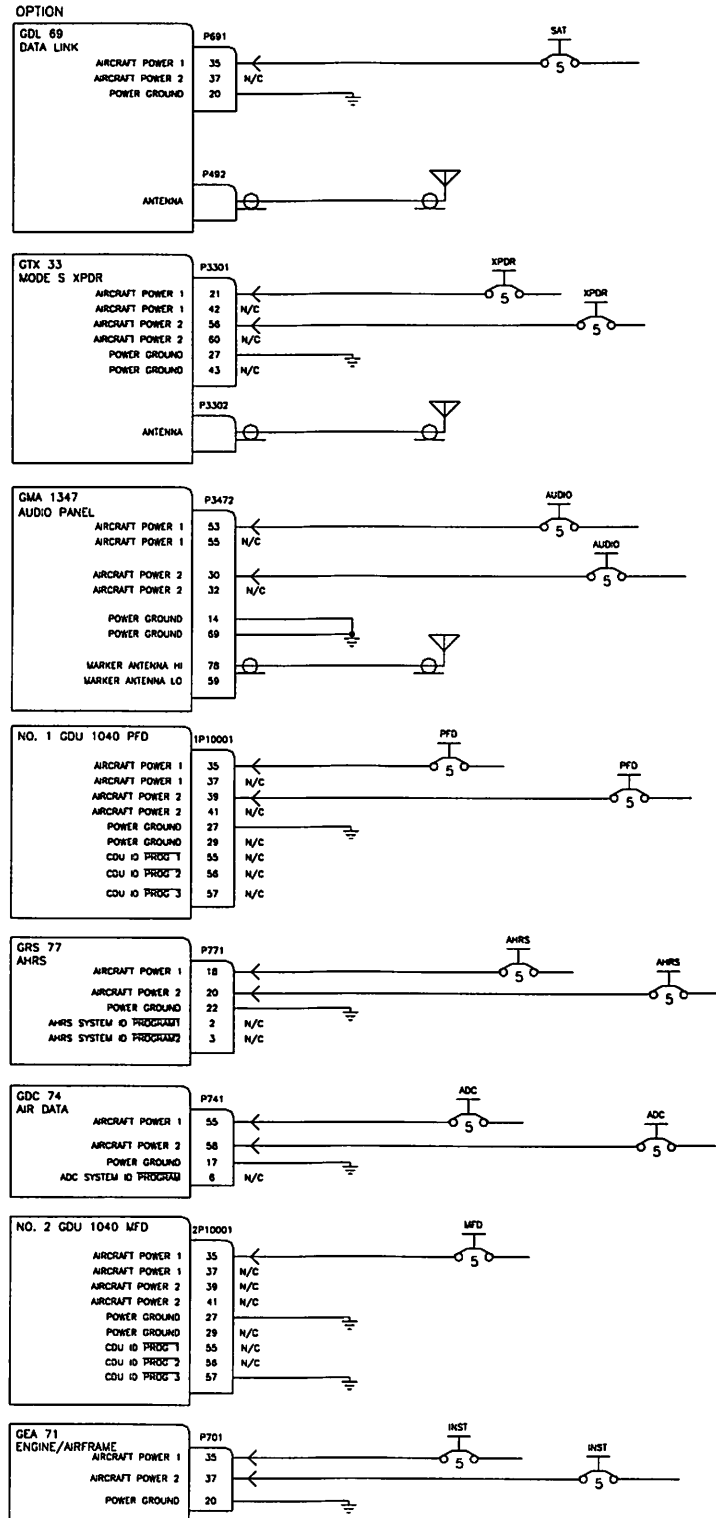 OPTION
GDL 69
DATA LINK
P691
SAT
AIRCRAFT POWER 1 35 5
AIRCRAFT POWER 2 37 N/C
POWER GROUND 20
P492
ANTENNA
GTX 33
MODE S XPDR
P3301
XPDR
AIRCRAFT POWER 1 21 5
XPDR
AIRCRAFT POWER 1 42 N/C
AIRCRAFT POWER 2 56 5
AIRCRAFT POWER 2 60 N/C
POWER GROUND 27
POWER GROUND 43 N/C
P3302
ANTENNA
GMA 1347
AUDIO PANEL
P3472
AUDIO
AIRCRAFT POWER 1 53 5
AIRCRAFT POWER 1 55 N/C
AUDIO
AIRCRAFT POWER 2 30 5
AIRCRAFT POWER 2 32 N/C
POWER GROUND 14
POWER GROUND 69
MARKER ANTENNA HI 78
MARKER ANTENNA LO 59
NO. 1 GDU 1040 PFD
1P10001
PFD
AIRCRAFT POWER 1 35 5
AIRCRAFT POWER 1 37 N/C
PFD
AIRCRAFT POWER 2 39 5
AIRCRAFT POWER 2 41 N/C
POWER GROUND 27
POWER GROUND 29 N/C
CDU ID PROG 1 55 N/C
CDU ID PROG 2 56 N/C
CDU ID PROG 3 57 N/C
GRS 77
AHRS
P771
AHRS
AIRCRAFT POWER 1 18 5
AHRS
AIRCRAFT POWER 2 20 5
POWER GROUND 22
AHRS SYSTEM ID PROGRAM1 2 N/C
AHRS SYSTEM ID PROGRAM2 3 N/C
GDC 74
AIR DATA
P741
ADC
AIRCRAFT POWER 1 55 5
ADC
AIRCRAFT POWER 2 58 5
POWER GROUND 17
ADC SYSTEM ID PROGRAM 6 N/C
NO. 2 GDU 1040 MFD
2P10001
MFD
AIRCRAFT POWER 1 35 5
AIRCRAFT POWER 1 37 N/C
AIRCRAFT POWER 2 39 N/C
AIRCRAFT POWER 2 41 N/C
POWER GROUND 27
POWER GROUND 29 N/C
CDU ID PROG 1 55 N/C
CDU ID PROG 2 56 N/C
CDU ID PROG 3 57
GEA 71
ENGINE/AIRFRAME
P701
INST
AIRCRAFT POWER 1 35 5
INST
AIRCRAFT POWER 2 37 5
POWER GROUND 20